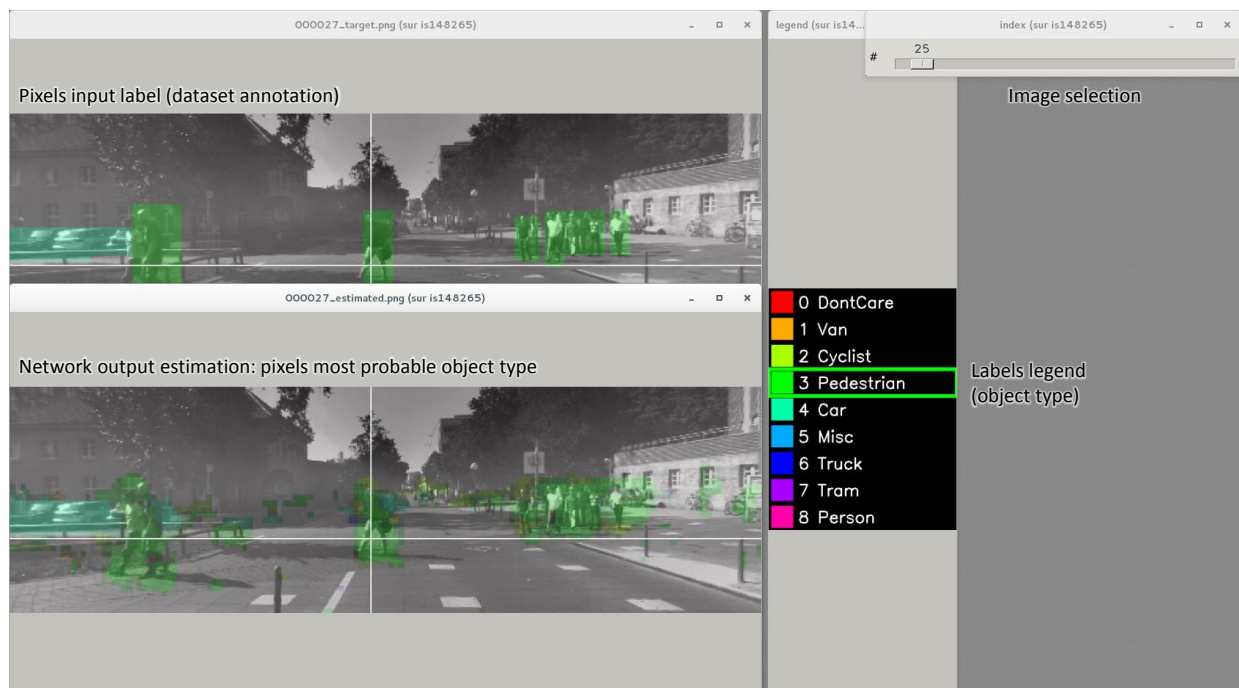 000027_target.png (sur is148265)
legend (sur is14...
index (sur is148265)
# 25
Pixels input label (dataset annotation)
Image selection
000027_estimated.png (sur is148265)
Network output estimation: pixels most probable object type
0 DontCare
1 Van
2 Cyclist
3 Pedestrian
4 Car
5 Misc
6 Truck
7 Tram
8 Person
Labels legend
(object type)